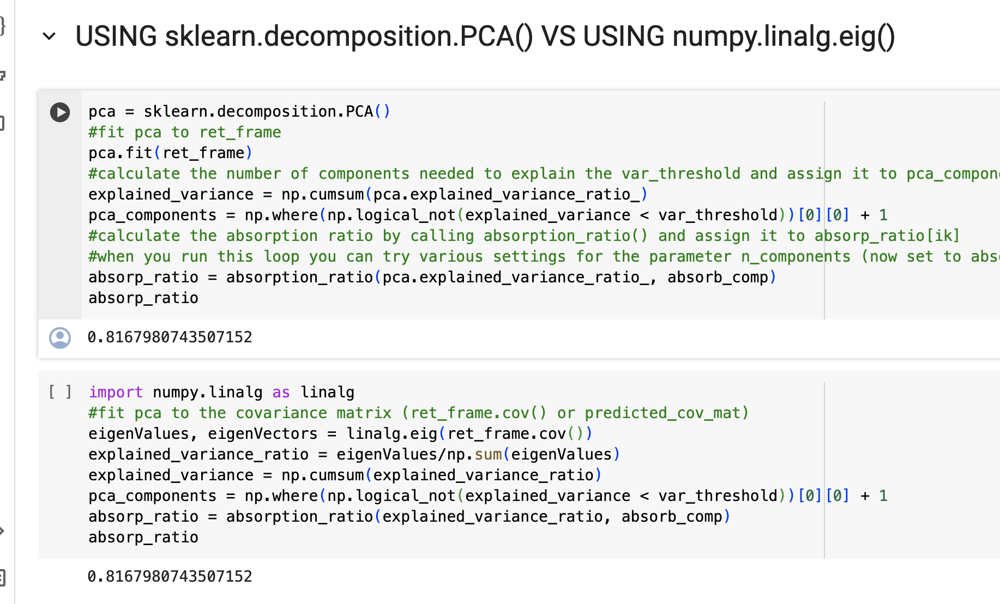 USING sklearn.decomposition.PCA() VS USING numpy.linalg.eig()
pca = sklearn.decomposition.PCA()
#fit pca to ret_frame
pca.fit(ret_frame)
#calculate the number of components needed to explain the var_threshold and assign it to
explained_variance = np.cumsum(pca.explained_variance_ratio_)
pca_components = np.where(np.logical_not(explained_variance < var_threshold))[0][0] + 1
#calculate the absorption ratio by calling absorption_ratio() and assign it to absorp_ratio[ik]
#when you run this loop you can try various settings for the parameter n_components (now set to
absorp_ratio = absorption_ratio(pca.explained_variance_ratio_, absorb_comp)
absorp_ratio
0.8167980743507152
[ ] import numpy.linalg as linalg
#fit pca to the covariance matrix (ret_frame.cov() or predicted_cov_mat)
eigenValues, eigenVectors = linalg.eig(ret_frame.cov())
explained_variance_ratio = eigenValues/np.sum(eigenValues)
explained_variance = np.cumsum(explained_variance_ratio)
pca_components = np.where(np.logical_not(explained_variance < var_threshold))[0][0] + 1
absorp_ratio = absorption_ratio(explained_variance_ratio, absorb_comp)
absorp_ratio
0.8167980743507152